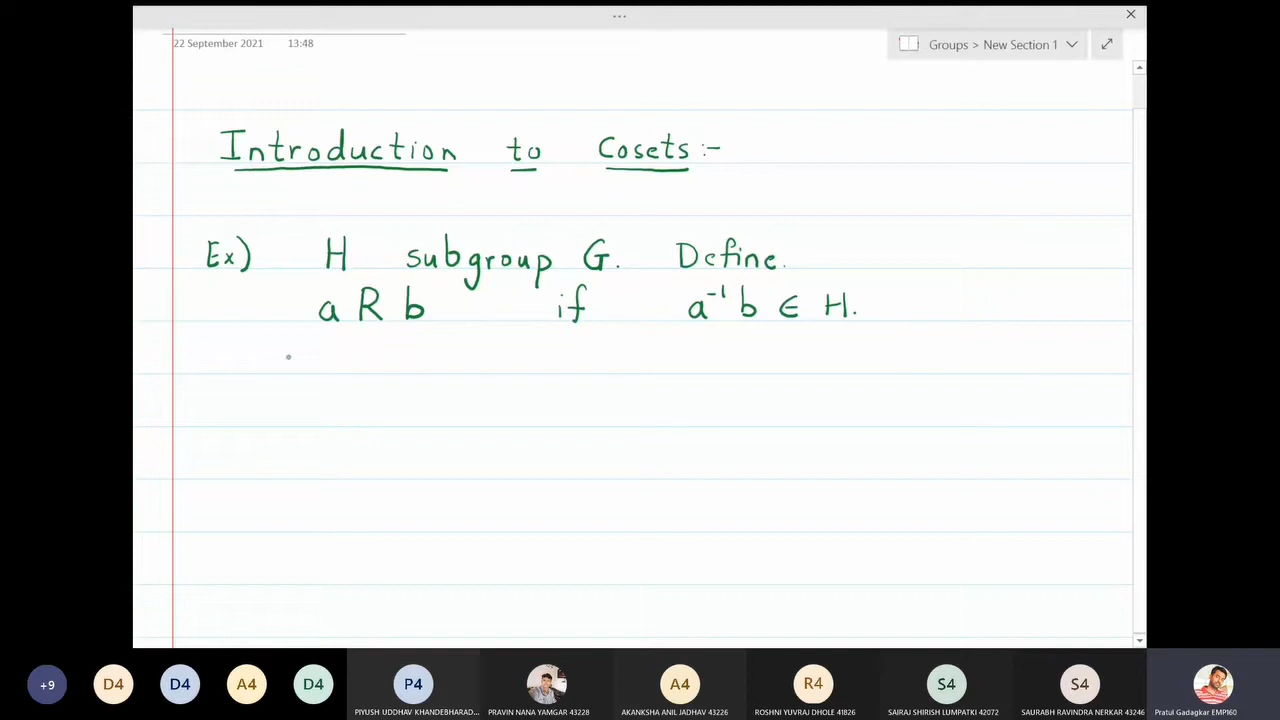 ...
22 September 2021 13:48
Groups > New Section 1
Introduction to Cosets :-
Ex) H subgroup G. Define.
a R b if a⁻¹ b ∈ H.
+9 D4 D4 A4 D4 P4 A4 R4 S4 S4
PIYUSH UDDHAV KHANDEBHARAD... PRAVIN NANA YAMGAR 43228 AKANKSHA ANIL JADHAV 43226 ROSHNI YUVRAJ DHOLE 41826 SAIRAJ SHIRISH LUMPATKI 42072 SAURABH RAVINDRA NERKAR 43246 Pratul Gadagkar EMP160